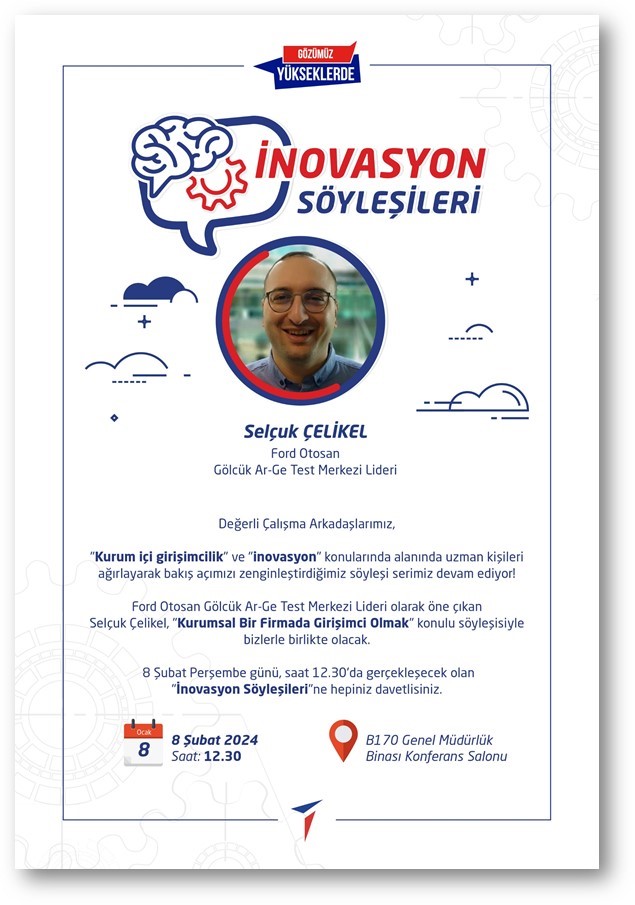 GÖZÜMÜZ
YÜKSEKLERDE
İNOVASYON
SÖYLEŞİLERİ
Selçuk ÇELİKEL
Ford Otosan
Gölcük Ar-Ge Test Merkezi Lideri
Değerli Çalışma Arkadaşlarımız,
"Kurum içi girişimcilik" ve "inovasyon" konularında alanında uzman kişileri
ağırlayarak bakış açımızı zenginleştirdiğimiz söyleşi serimiz devam ediyor!
Ford Otosan Gölcük Ar-Ge Test Merkezi Lideri olarak öne çıkan
Selçuk Çelikel, "Kurumsal Bir Firmada Girişimci Olmak" konulu söyleşisiyle
bizlerle birlikte olacak.
8 Şubat Perşembe günü, saat 12.30'da gerçekleşecek olan
"İnovasyon Söyleşileri"ne hepiniz davetlisiniz.
Ocak
8
8 Şubat 2024
Saat: 12.30
B170 Genel Müdürlük
Binası Konferans Salonu